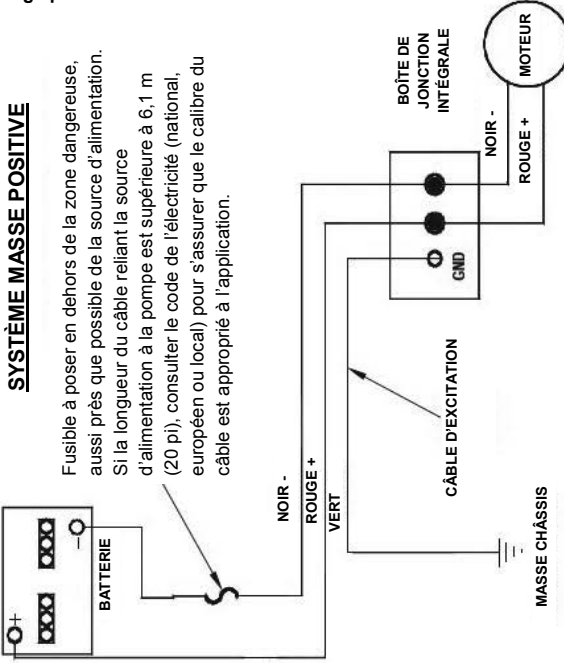 SYSTÈME MASSE POSITIVE
Fusible à poser en dehors de la zone dangereuse,
aussi près que possible de la source d'alimentation.
Si la longueur du câble reliant la source
d'alimentation à la pompe est supérieure à 6,1 m
(20 pi), consulter le code de l'électricité (national,
européen ou local) pour s'assurer que le calibre du
câble est approprié à l'application.
+
-
BATTERIE
NOIR -
ROUGE +
VERT
CÂBLE D'EXCITATION
MASSE CHÂSSIS
BOÎTE DE
JONCTION
INTÉGRALE
GND
NOIR -
ROUGE +
MOTEUR